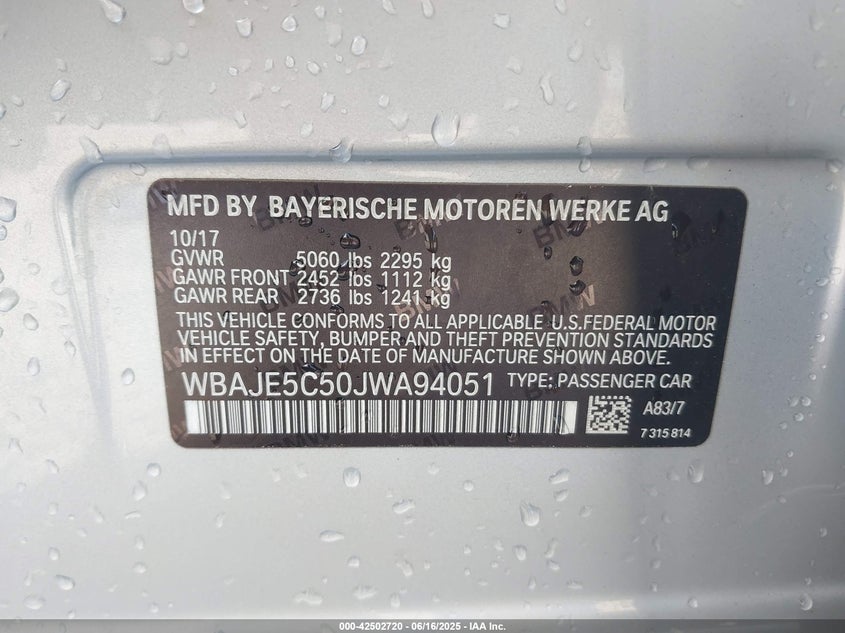 MFD BY BAYERISCHE MOTOREN WERKE AG
10/17
GVWR 5060 lbs 2295 kg
GAWR FRONT 2452 lbs 1112 kg
GAWR REAR 2736 lbs 1241 kg
THIS VEHICLE CONFORMS TO ALL APPLICABLE U.S.FEDERAL MOTOR
VEHICLE SAFETY, BUMPER AND THEFT PREVENTION STANDARDS
IN EFFECT ON THE DATE OF MANUFACTURE SHOWN ABOVE.
WBAJE5C50JWA94051 TYPE: PASSENGER CAR
A83/7
7 315 814
000-42502720 - 06/16/2025 - IAA Inc.